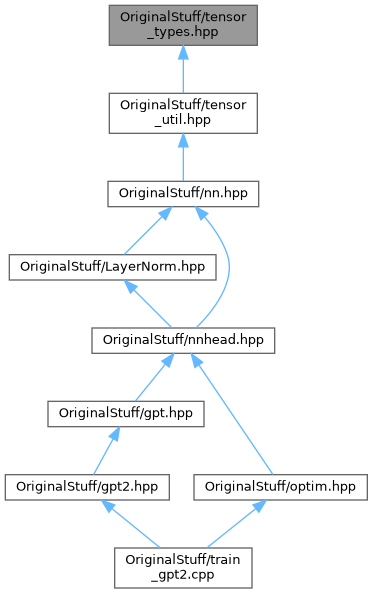 OriginalStuff/tensor
_types.hpp
OriginalStuff/tensor
_util.hpp
OriginalStuff/nn.hpp
OriginalStuff/LayerNorm.hpp
OriginalStuff/nnhead.hpp
OriginalStuff/gpt.hpp
OriginalStuff/gpt2.hpp
OriginalStuff/optim.hpp
OriginalStuff/train
_gpt2.cpp